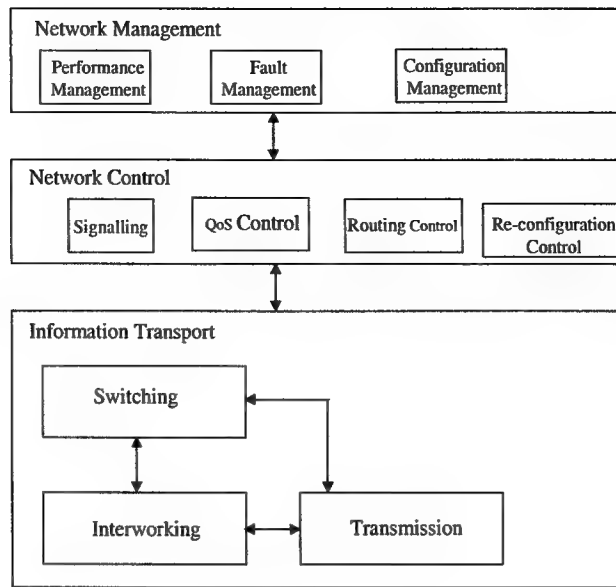 Network Management
Performance
Management
Fault
Management
Configuration
Management
Network Control
Signalling
QoS Control
Routing Control
Re-configuration
Control
Information Transport
Switching
Interworking
Transmission